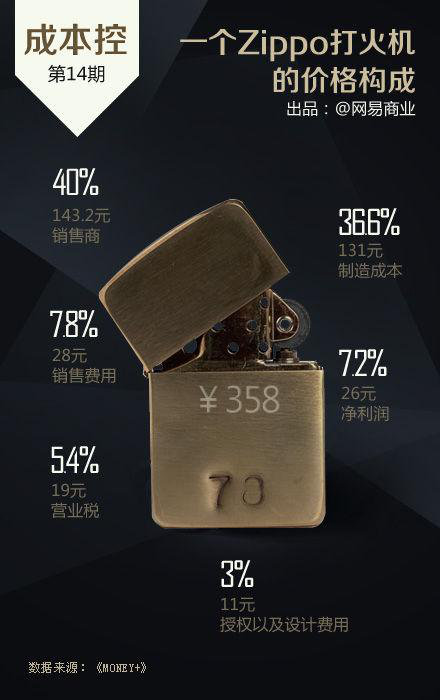 成本控
第14期
一个Zippo打火机
的价格构成
出品：@网易商业
40%
143.2元
销售商
36.6%
131元
制造成本
7.8%
28元
销售费用
7.2%
26元
净利润
￥358
5.4%
19元
营业税
78
3%
11元
授权以及设计费用
数据来源：《MONEY+》